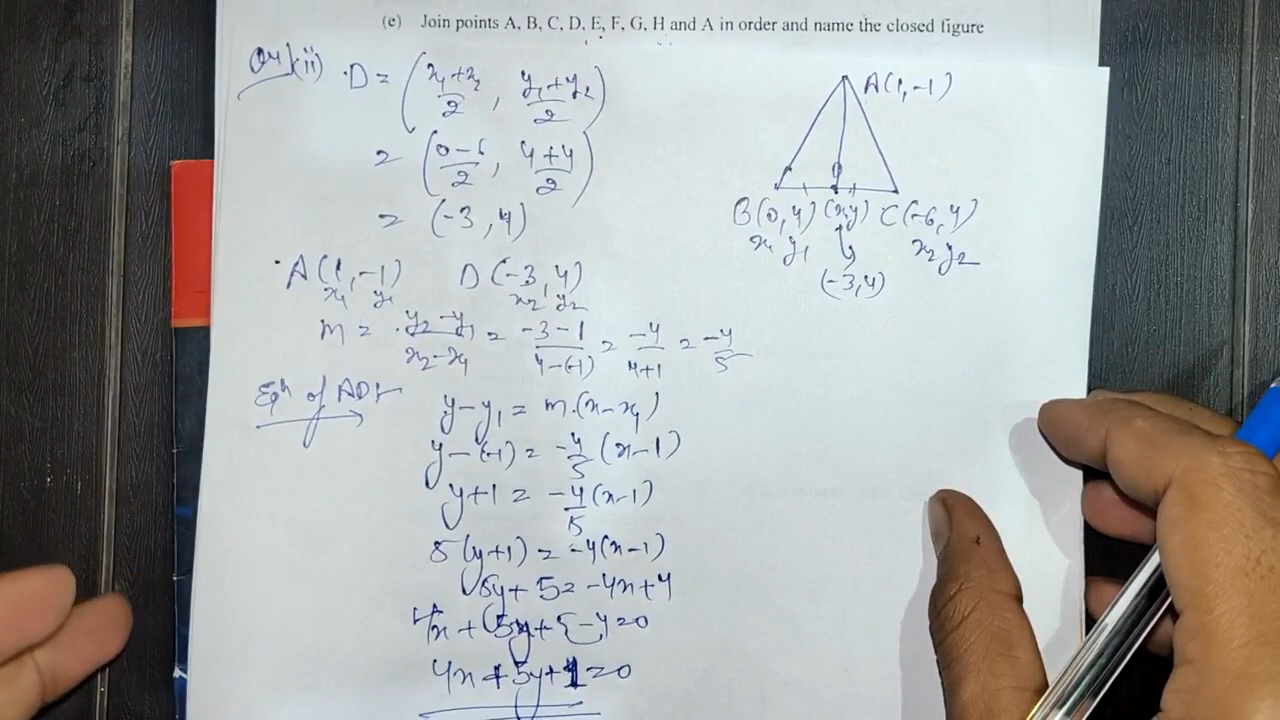 (e) Join points A, B, C, D, E, F, G, H and A in order and name the closed figure
(ii) D = (x₁+x₂/2, y₁+y₂/2)
= (0-6/2, 4+4/2)
= (-3, 4)
A(1, -1)
B(0, 4) (x, y) C(-6, 4)
x₁ y₁ x₂ y₂
(-3, 4)
A(1, -1) D(-3, 4)
x₁ y₁ x₂ y₂
m = y₂-y₁/x₂-x₁ = -3-1/4-(-1) = -4/4+1 = -4/5
Eqⁿ of AD:-
y-y₁ = m.(x-x₁)
y-(-1) = -4/5 (x-1)
y+1 = -4/5 (x-1)
5(y+1) = -4(x-1)
5y+5 = -4x+4
4x+5y+5-4=0
4x+5y+1=0